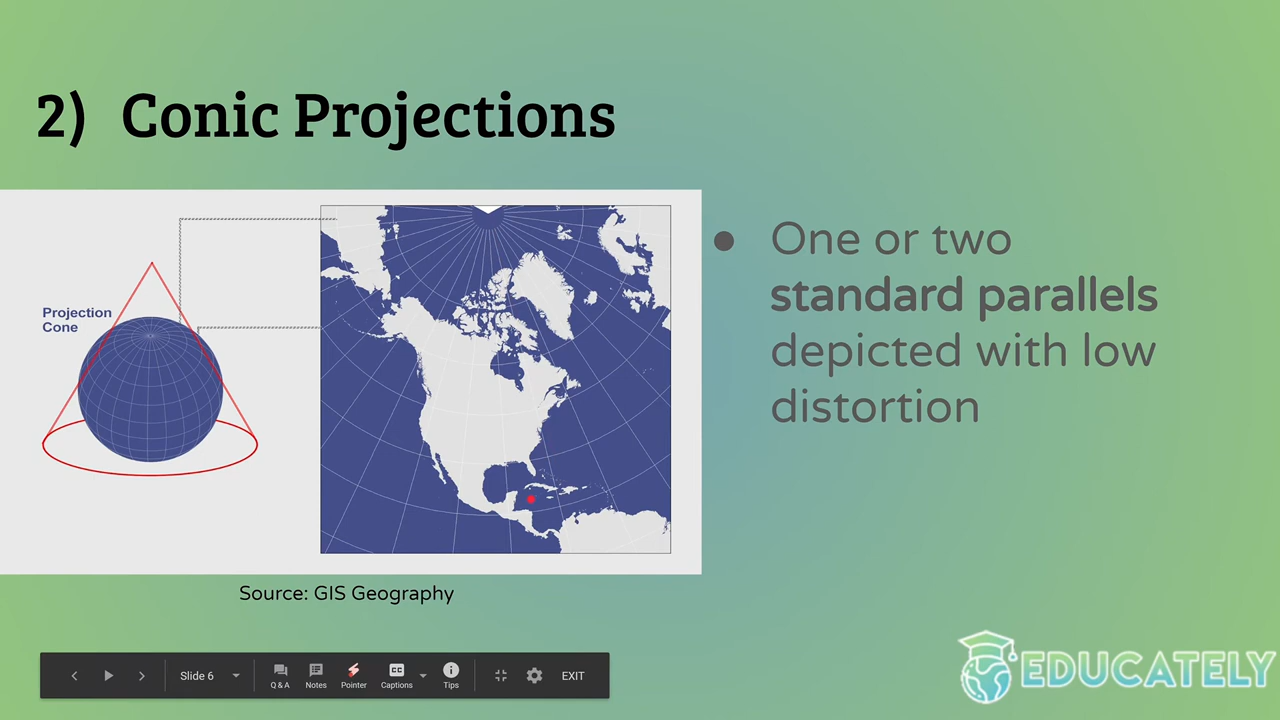 2) Conic Projections
Projection
Cone
● One or two
standard parallels
depicted with low
distortion
Source: GIS Geography
Slide 6
Q & A
Notes
Pointer
CC
Captions
Tips
EXIT
EDUCATELY